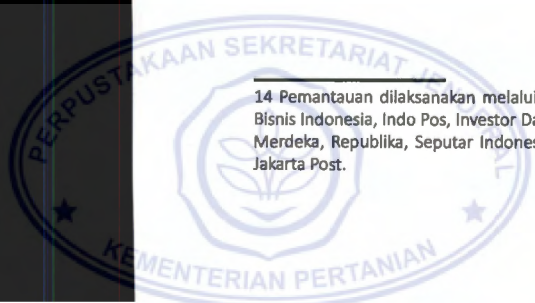 PERPUSTAKAAN SEKRETARIAT JENDERAL
14 Pemantauan dilaksanakan melalui
Bisnis Indonesia, Indo Pos, Investor Da
Merdeka, Republika, Seputar Indones
Jakarta Post.
KEMENTERIAN PERTANIAN